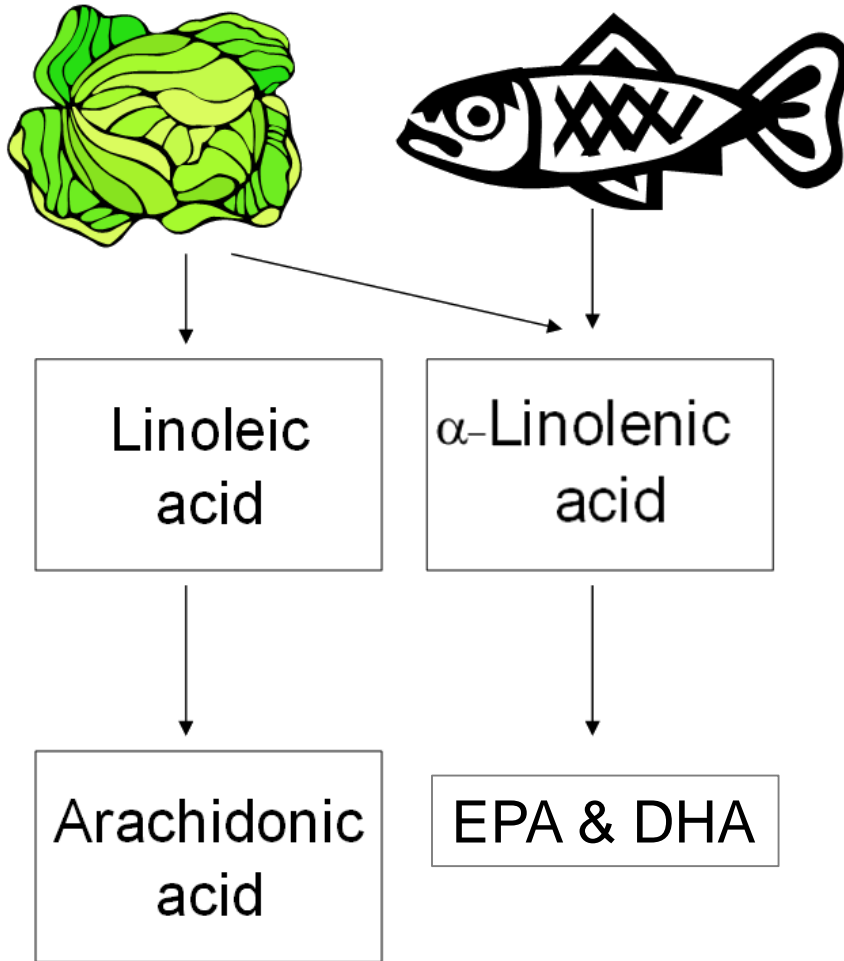 Linoleic
acid
α-Linolenic
acid
Arachidonic
acid
EPA & DHA